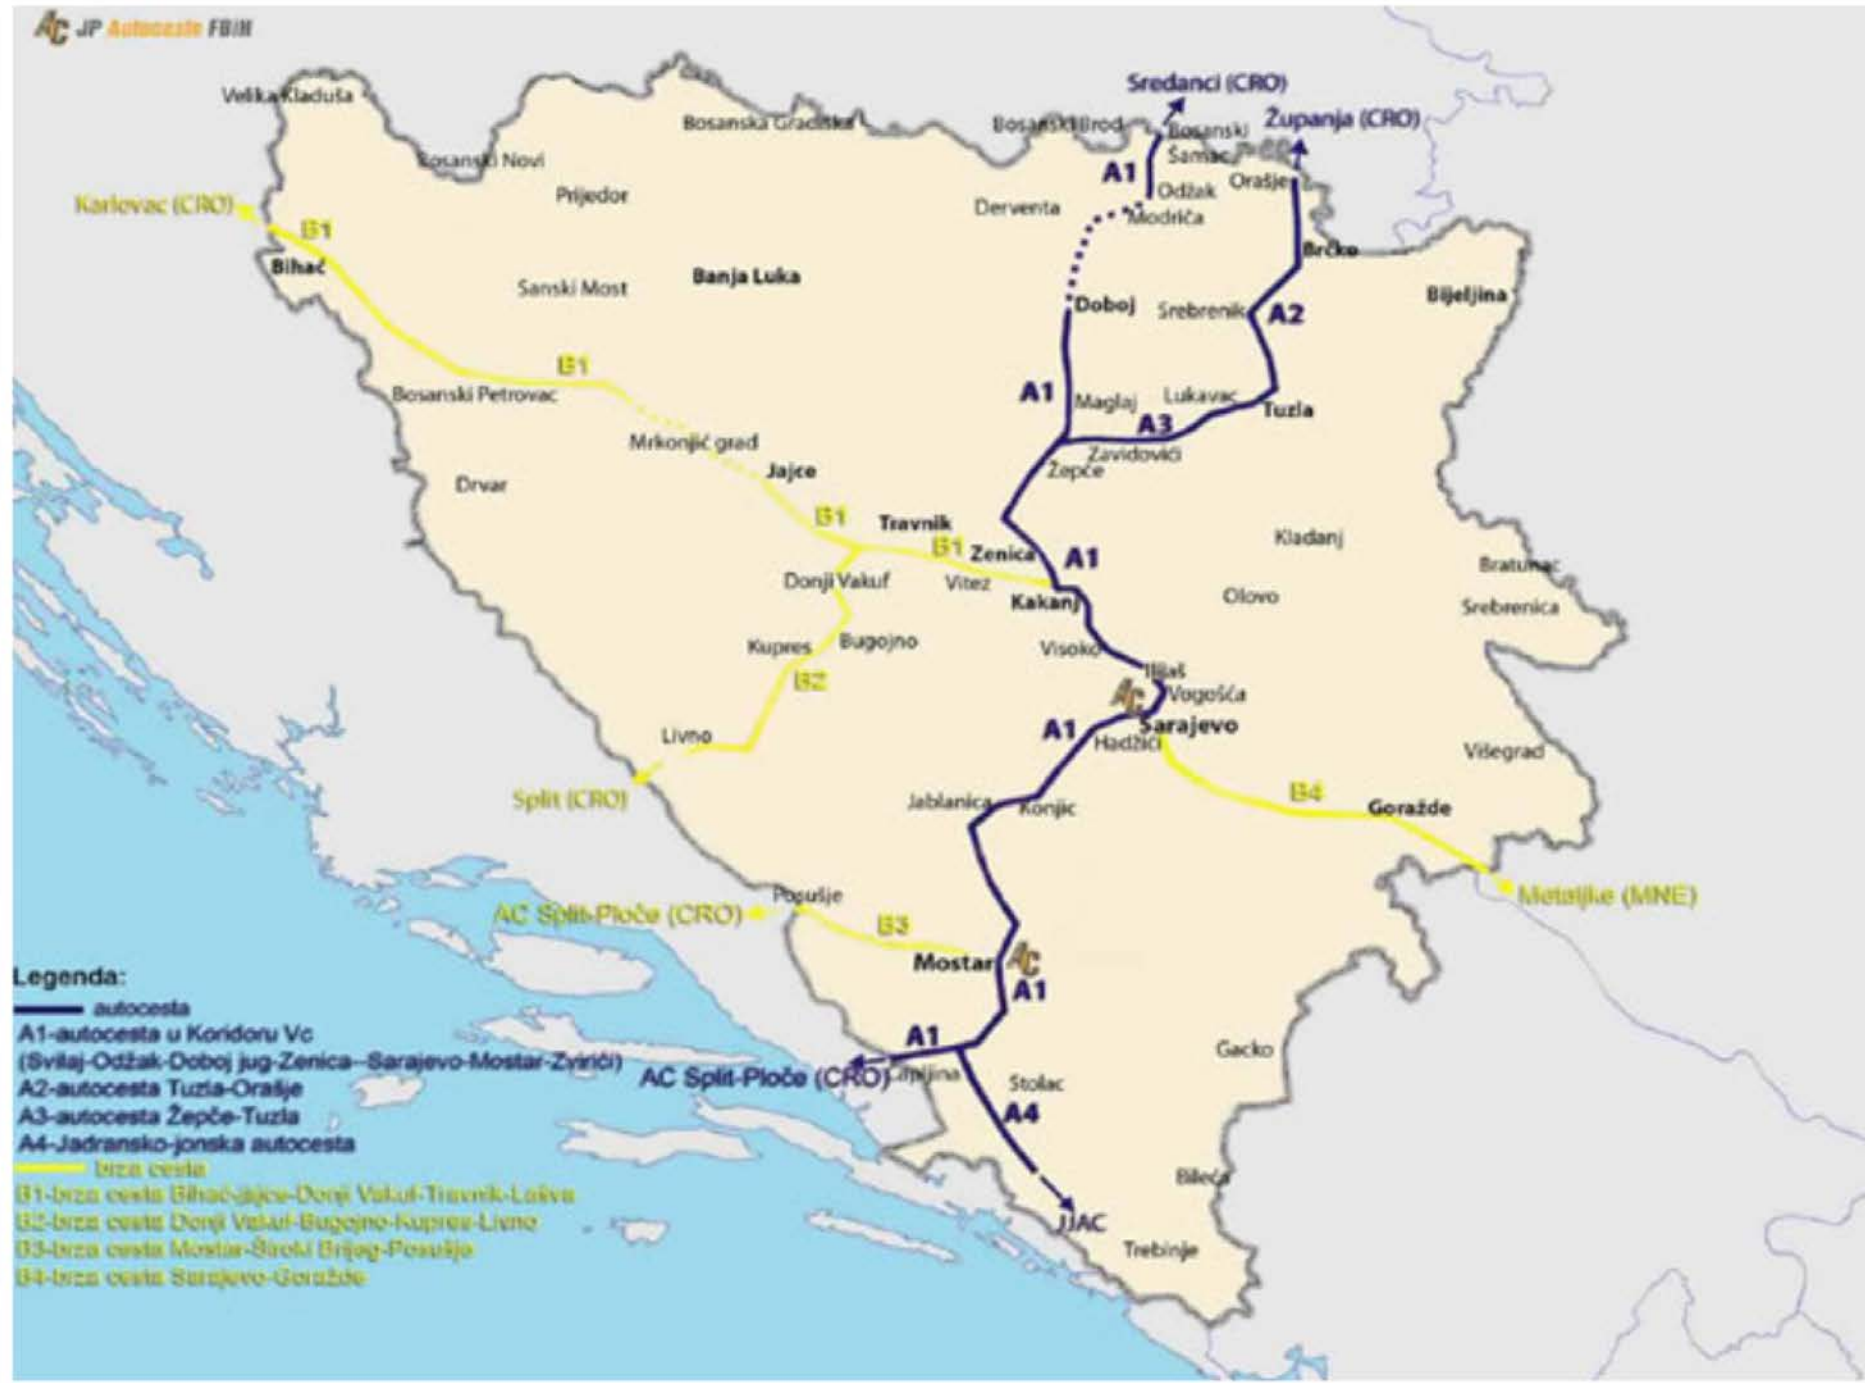 AC JP Autoceste FBiH
Sredanci (CRO)
Velika Kladuša
Županja (CRO)
Bosanska Gradiška
Bosanski Brod
Bosanski
Šamac
Bosanski Novi
A1
Orašje
Prijedor
Odžak
Karlovac (CRO)
Derventa
Modriča
B1
Brčko
Bihać
Banja Luka
Sanski Most
Bijeljina
Doboj
Srebrenik
A2
B1
Bosanski Petrovac
A1
Maglaj
Lukavac
Tuzla
A3
Mrkonjić grad
Zavidovići
Jajce
Žepče
Drvar
B1
Travnik
Kladanj
B1
Zenica
A1
Bratunac
Donji Vakuf
Vitez
Kakanj
Olovo
Srebrenica
Kupres
Bugojno
Visoko
Ilijaš
B2
AC
Vogošća
Sarajevo
Livno
A1
Hadžići
Višegrad
Split (CRO)
B4
Jablanica
Konjic
Goražde
Posušje
Metaljke (MNE)
AC Split-Ploče (CRO)
B3
Mostar
AC
A1
A1
Gacko
AC Split-Ploče (CRO)
Čapljina
Stolac
A4
Bileća
JJAC
Trebinje
Legenda:
autocesta
A1-autocesta u Koridoru Vc
(Svilaj-Odžak-Doboj jug-Zenica--Sarajevo-Mostar-Zvirići)
A2-autocesta Tuzla-Orašje
A3-autocesta Žepče-Tuzla
A4-Jadransko-jonska autocesta
brza cesta
B1-brza cesta Bihać-jajce-Donji Vakuf-Travnik-Lašva
B2-brza cesta Donji Vakuf-Bugojno-Kupres-Livno
B3-brza cesta Mostar-Široki Brijeg-Posušje
B4-brza cesta Sarajevo-Goražde